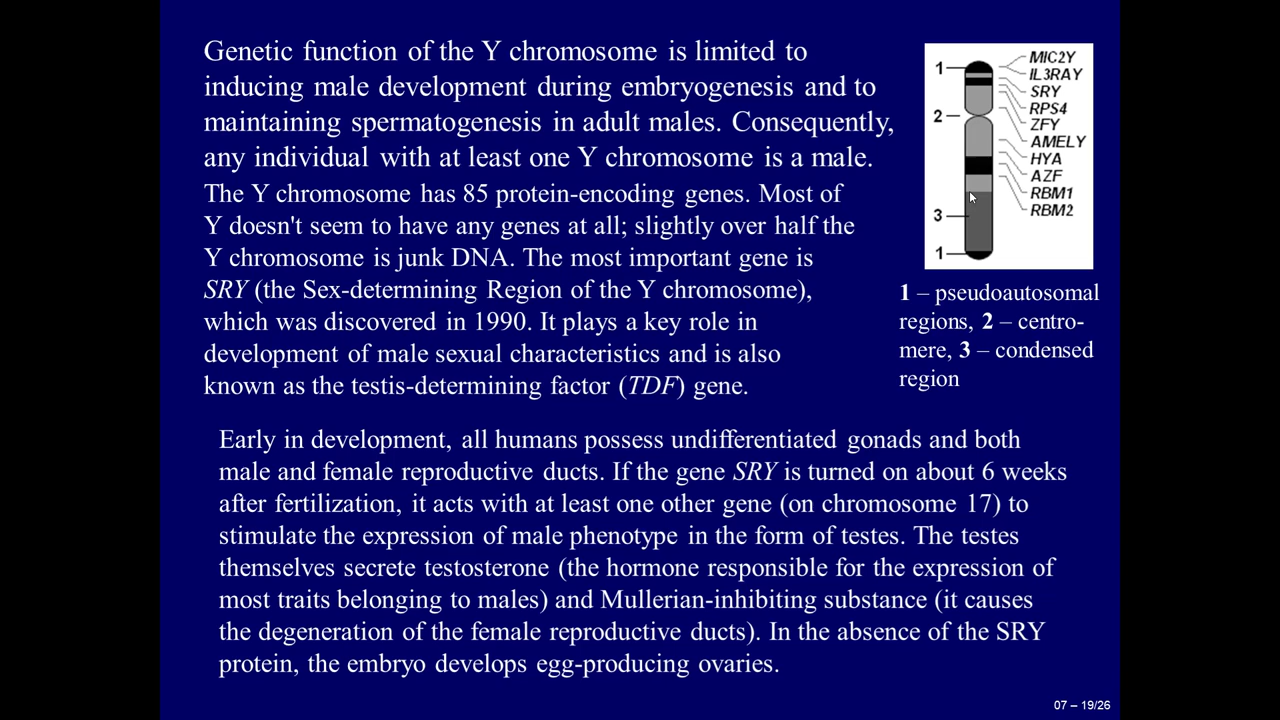 Genetic function of the Y chromosome is limited to
inducing male development during embryogenesis and to
maintaining spermatogenesis in adult males. Consequently,
any individual with at least one Y chromosome is a male.
The Y chromosome has 85 protein-encoding genes. Most of
Y doesn't seem to have any genes at all; slightly over half the
Y chromosome is junk DNA. The most important gene is
SRY (the Sex-determining Region of the Y chromosome),
which was discovered in 1990. It plays a key role in
development of male sexual characteristics and is also
known as the testis-determining factor (TDF) gene.
1
2
3
1
MIC2Y
IL3RAY
SRY
RPS4
ZFY
AMELY
HYA
AZF
RBM1
RBM2
1 – pseudoautosomal
regions, 2 – centro-
mere, 3 – condensed
region
Early in development, all humans possess undifferentiated gonads and both
male and female reproductive ducts. If the gene SRY is turned on about 6 weeks
after fertilization, it acts with at least one other gene (on chromosome 17) to
stimulate the expression of male phenotype in the form of testes. The testes
themselves secrete testosterone (the hormone responsible for the expression of
most traits belonging to males) and Mullerian-inhibiting substance (it causes
the degeneration of the female reproductive ducts). In the absence of the SRY
protein, the embryo develops egg-producing ovaries.
07 – 19/26